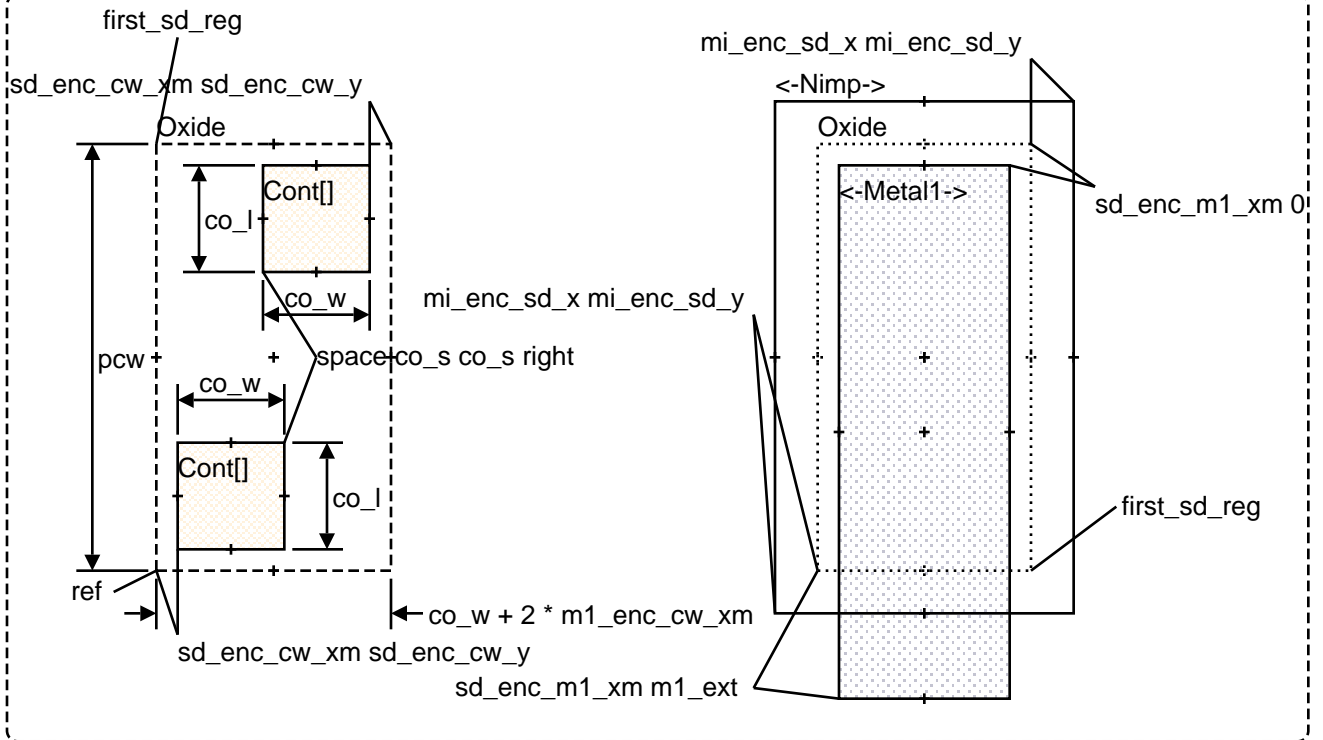 first_sd_reg
mi_enc_sd_x mi_enc_sd_y
sd_enc_cw_xm sd_enc_cw_y
<-Nimp->
Oxide
Oxide
Cont[]
<-Metal1->
co_l
sd_enc_m1_xm 0
co_w
mi_enc_sd_x mi_enc_sd_y
pcw
space co_s co_s right
co_w
Cont[]
co_l
first_sd_reg
ref
co_w + 2 * m1_enc_cw_xm
sd_enc_cw_xm sd_enc_cw_y
sd_enc_m1_xm m1_ext